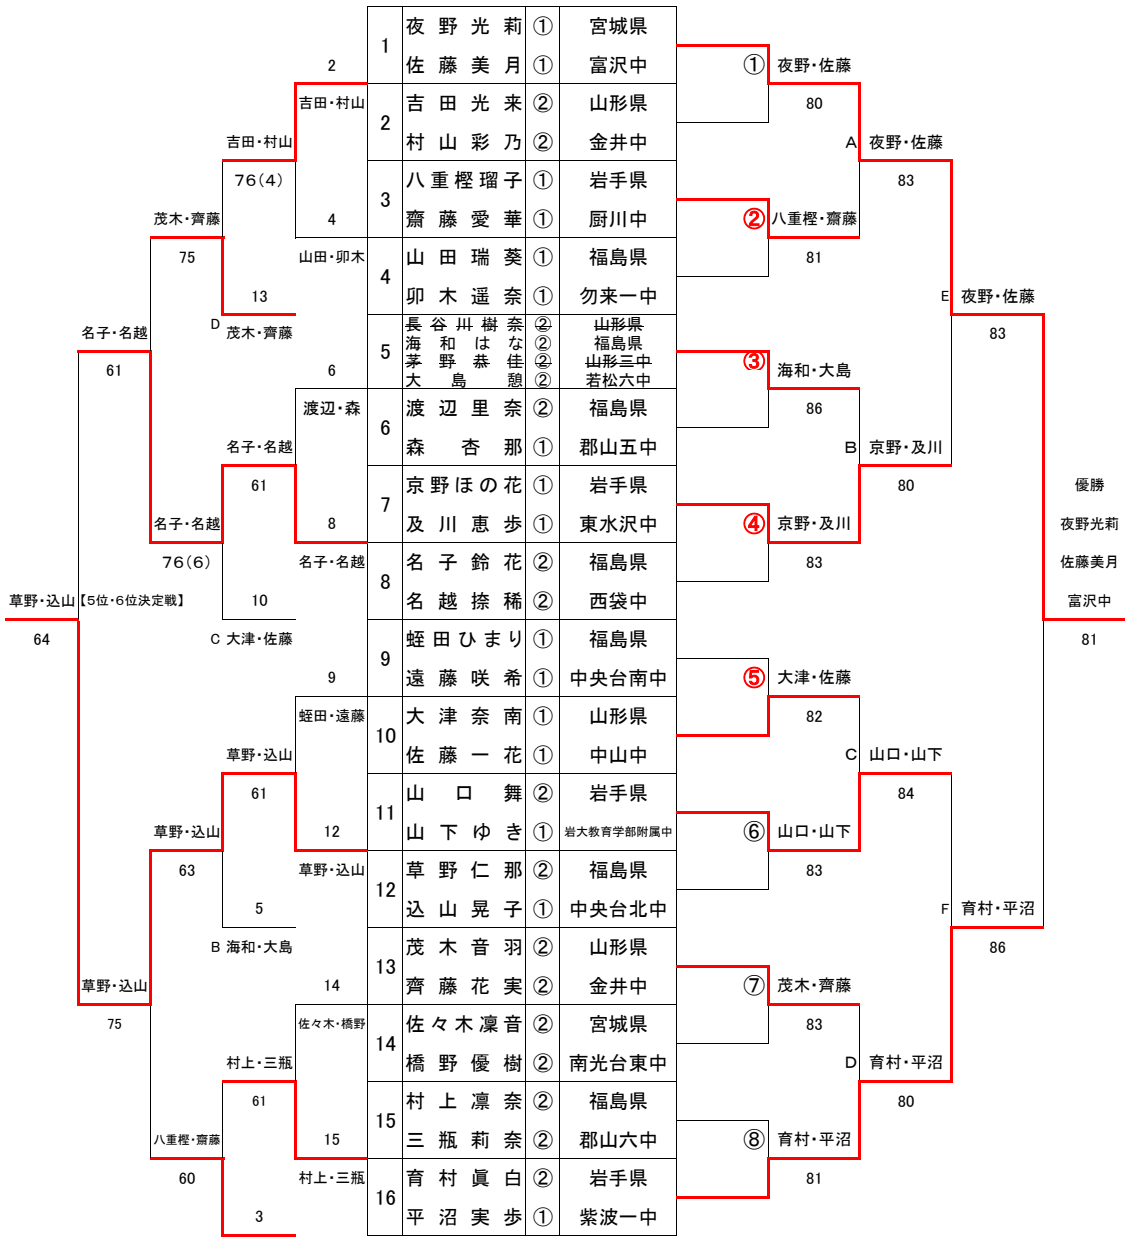 1 夜野光莉 ① 宮城県
佐藤美月 ① 富沢中
2 吉田光来 ② 山形県
村山彩乃 ② 金井中
3 八重樫瑠子 ① 岩手県
齋藤愛華 ① 厨川中
4 山田瑞葵 ① 福島県
卯木遥奈 ① 勿来一中
5 長谷川樹奈 ② 山形県
海和はな ② 福島県
茅野恭佳 ② 山形三中
大島憩 ② 若松六中
6 渡辺里奈 ② 福島県
森杏那 ① 郡山五中
7 京野ほの花 ① 岩手県
及川恵歩 ① 東水沢中
8 名子鈴花 ② 福島県
名越捺稀 ② 西袋中
9 蛭田ひまり ① 福島県
遠藤咲希 ① 中央台南中
10 大津奈南 ① 山形県
佐藤一花 ① 中山中
11 山口舞 ② 岩手県
山下ゆき ① 岩大教育学部附属中
12 草野仁那 ② 福島県
込山晃子 ① 中央台北中
13 茂木音羽 ② 山形県
齊藤花実 ② 金井中
14 佐々木凜音 ② 宮城県
橋野優樹 ② 南光台東中
15 村上凛奈 ② 福島県
三瓶莉奈 ② 郡山六中
16 育村眞白 ② 岩手県
平沼実歩 ① 紫波一中
① 夜野・佐藤
80
② 八重樫・齋藤
81
③ 海和・大島
86
④ 京野・及川
83
⑤ 大津・佐藤
82
⑥ 山口・山下
83
⑦ 茂木・齊藤
83
⑧ 育村・平沼
81
A 夜野・佐藤
83
B 京野・及川
80
C 山口・山下
84
D 育村・平沼
80
E 夜野・佐藤
83
F 育村・平沼
86
優勝
夜野光莉
佐藤美月
富沢中
81
2
吉田・村山
4
山田・卯木
6
渡辺・森
8
名子・名越
9
蛭田・遠藤
12
草野・込山
14
佐々木・橋野
15
村上・三瓶
吉田・村山
76(4)
13
D 茂木・齊藤
名子・名越
61
10
C 大津・佐藤
草野・込山
61
5
B 海和・大島
村上・三瓶
61
3
茂木・齊藤
75
名子・名越
76(6)
草野・込山
63
八重樫・齋藤
60
名子・名越
61
草野・込山
75
草野・込山【5位・6位決定戦】
64